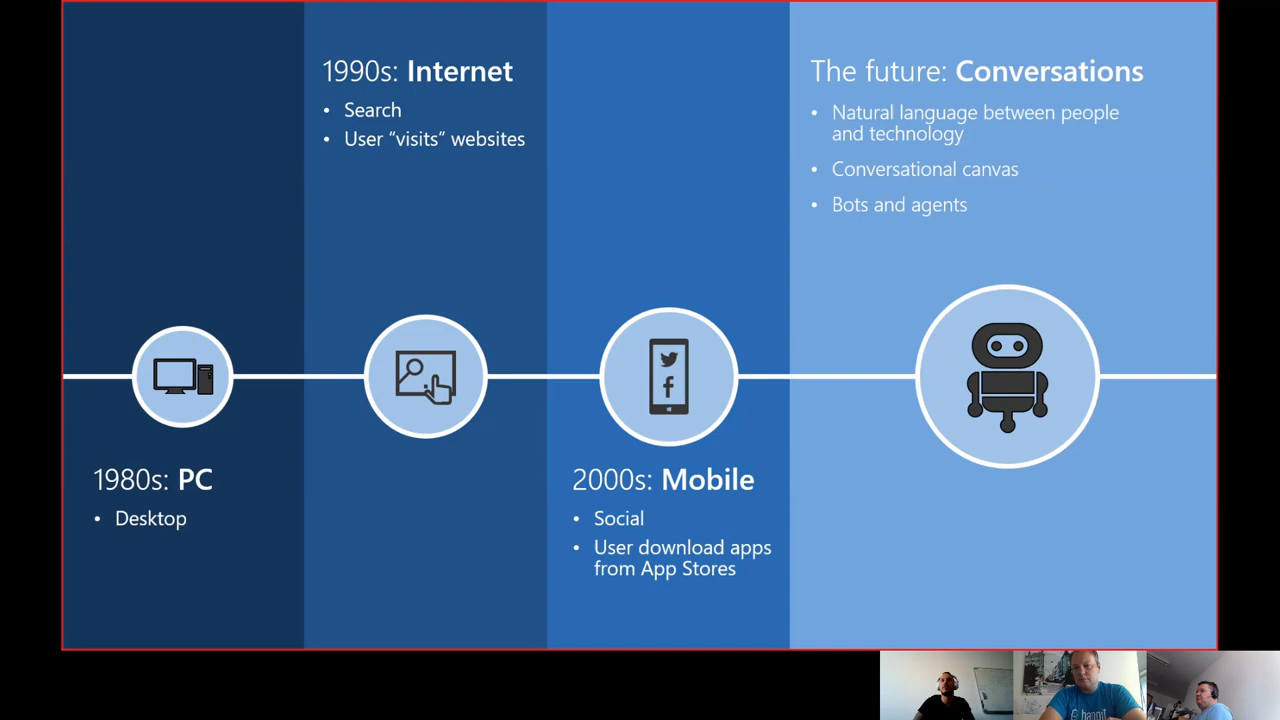 1990s: Internet
• Search
• User “visits” websites
The future: Conversations
• Natural language between people
and technology
• Conversational canvas
• Bots and agents
1980s: PC
• Desktop
2000s: Mobile
• Social
• User download apps
from App Stores